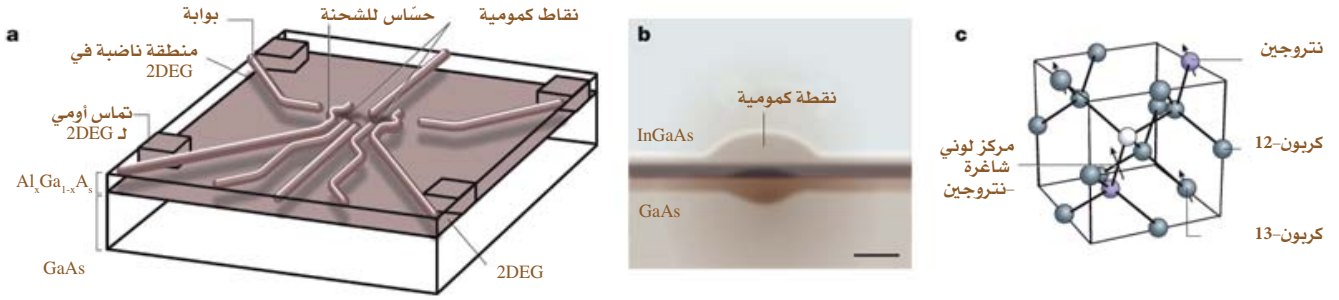 a
بوابة
حسّاس للشحنة
نقاط كمومية
منطقة ناضبة في
2DEG
تماس أومي
لـ 2DEG
AlxGa1-xAs
GaAs
2DEG
b
نقطة كمومية
InGaAs
GaAs
c
نتروجين
كربون-12
مركز لوني
شاغرة
-نتروجين
كربون-13